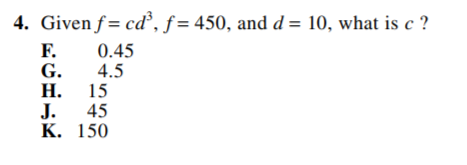 4. Given f = cd³, f = 450, and d = 10, what is c ?
F. 0.45
G. 4.5
H. 15
J. 45
K. 150